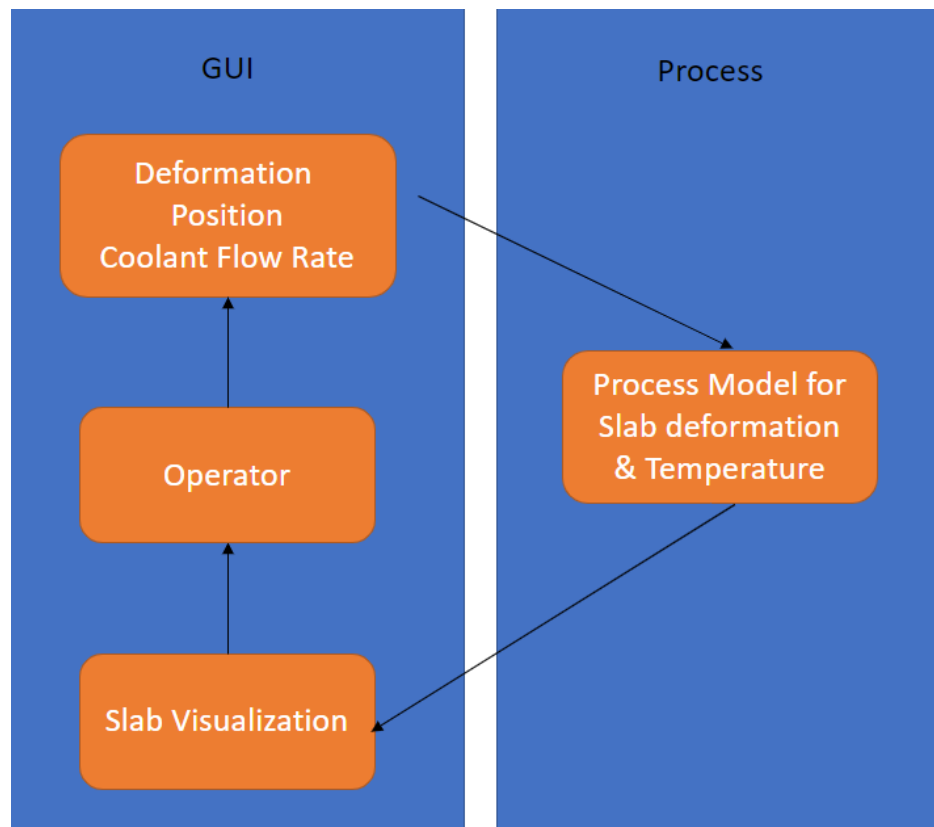 GUI
Deformation
Position
Coolant Flow Rate
Operator
Slab Visualization
Process
Process Model for
Slab deformation
& Temperature